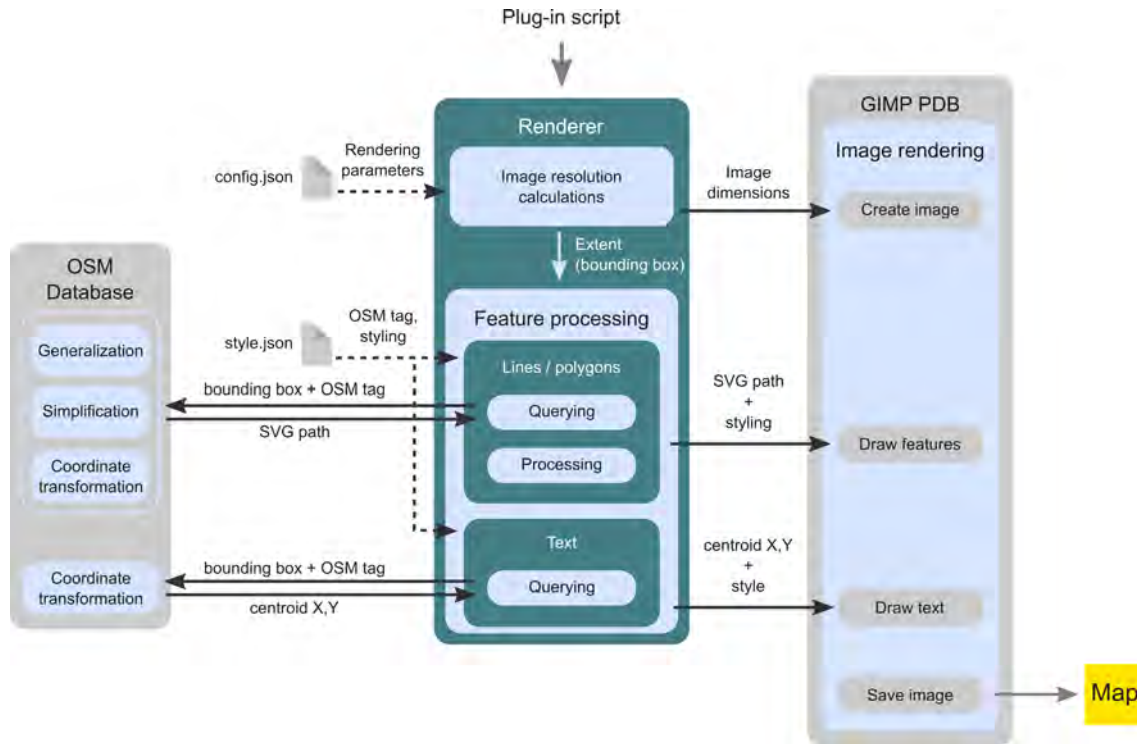 Plug-in script
Renderer
GIMP PDB
config.json
Rendering
parameters
Image resolution
calculations
Image
dimensions
Image rendering
Create image
Extent
(bounding box)
OSM
Database
Generalization
Simplification
Coordinate
transformation
Coordinate
transformation
style.json
OSM tag,
styling
Feature processing
Lines / polygons
Querying
Processing
bounding box + OSM tag
SVG path
SVG path
+
styling
Draw features
Text
Querying
bounding box + OSM tag
centroid X,Y
centroid X,Y
+
style
Draw text
Save image
Map